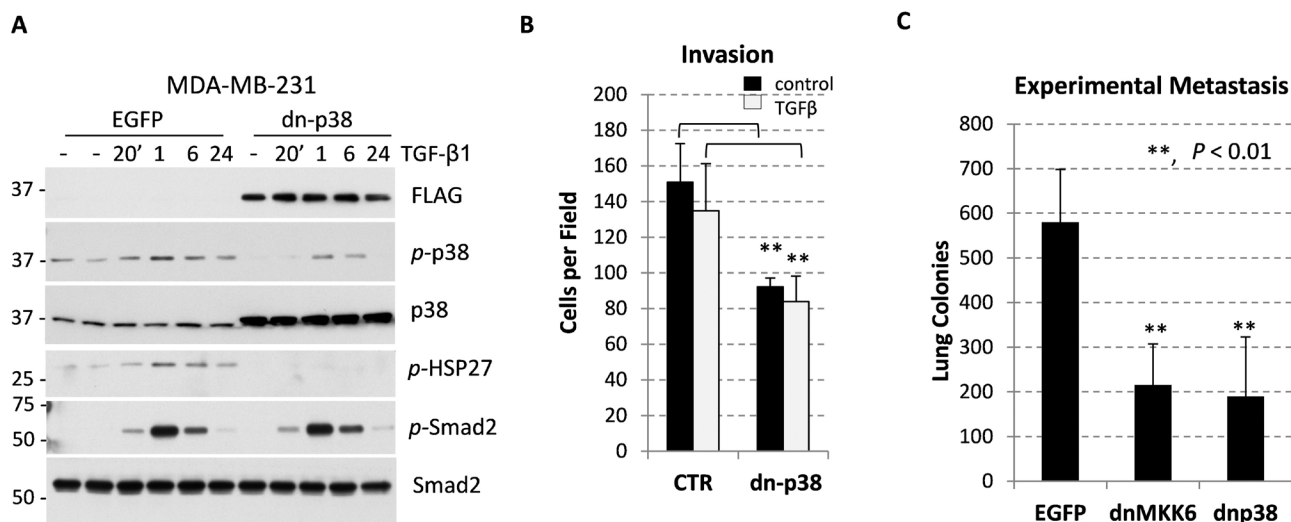 A
MDA-MB-231
EGFP dn-p38
- - 20’ 1 6 24 - 20’ 1 6 24 TGF-β1
37 - FLAG
37 - p-p38
37 - p38
25 - p-HSP27
75 -
50 - p-Smad2
50 - Smad2
B
Invasion
control
TGFβ
Cells per Field
200
180
160
140
120
100
80
60
40
20
0
** **
CTR dn-p38
C
Experimental Metastasis
**, P < 0.01
Lung Colonies
800
700
600
500
400
300
200
100
0
** **
EGFP dnMKK6 dnp38